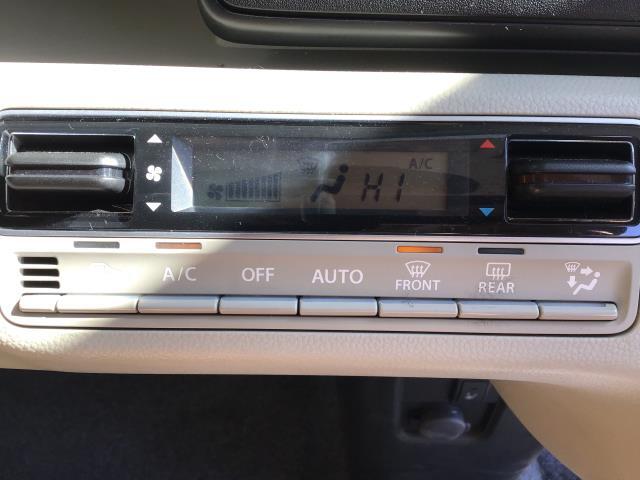 A/C
HI
A/C OFF AUTO FRONT REAR